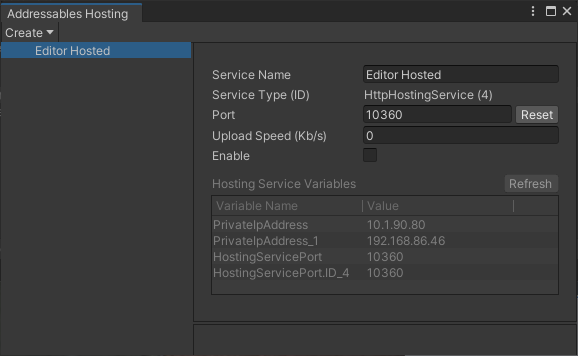 Addressables Hosting
Create
Editor Hosted
Service Name Editor Hosted
Service Type (ID) HttpHostingService (4)
Port 10360 Reset
Upload Speed (Kb/s) 0
Enable
Hosting Service Variables Refresh
Variable Name Value
PrivateIpAddress 10.1.90.80
PrivateIpAddress_1 192.168.86.46
HostingServicePort 10360
HostingServicePort.ID_4 10360